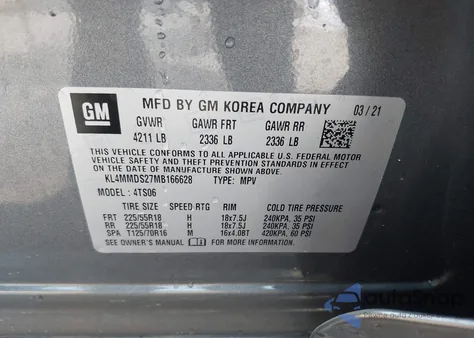 GM
MFD BY GM KOREA COMPANY 03/21
GVWR GAWR FRT GAWR RR
4211 LB 2336 LB 2336 LB
THIS VEHICLE CONFORMS TO ALL APPLICABLE U.S. FEDERAL MOTOR
VEHICLE SAFETY AND THEFT PREVENTION STANDARDS IN EFFECT ON
THE DATE OF MANUFACTURE SHOWN ABOVE.
KL4MMDS27MB166628 TYPE: MPV
MODEL: 4TS06
TIRE SIZE SPEED RTG RIM COLD TIRE PRESSURE
FRT 225/55R18 H 18x7.5J 240KPA, 35 PSI
RR 225/55R18 H 18x7.5J 240KPA, 35 PSI
SPA T125/70R16 M 16x4.08T 420KPA, 60 PSI
SEE OWNER'S MANUAL FOR MORE INFORMATION.
autoSnap